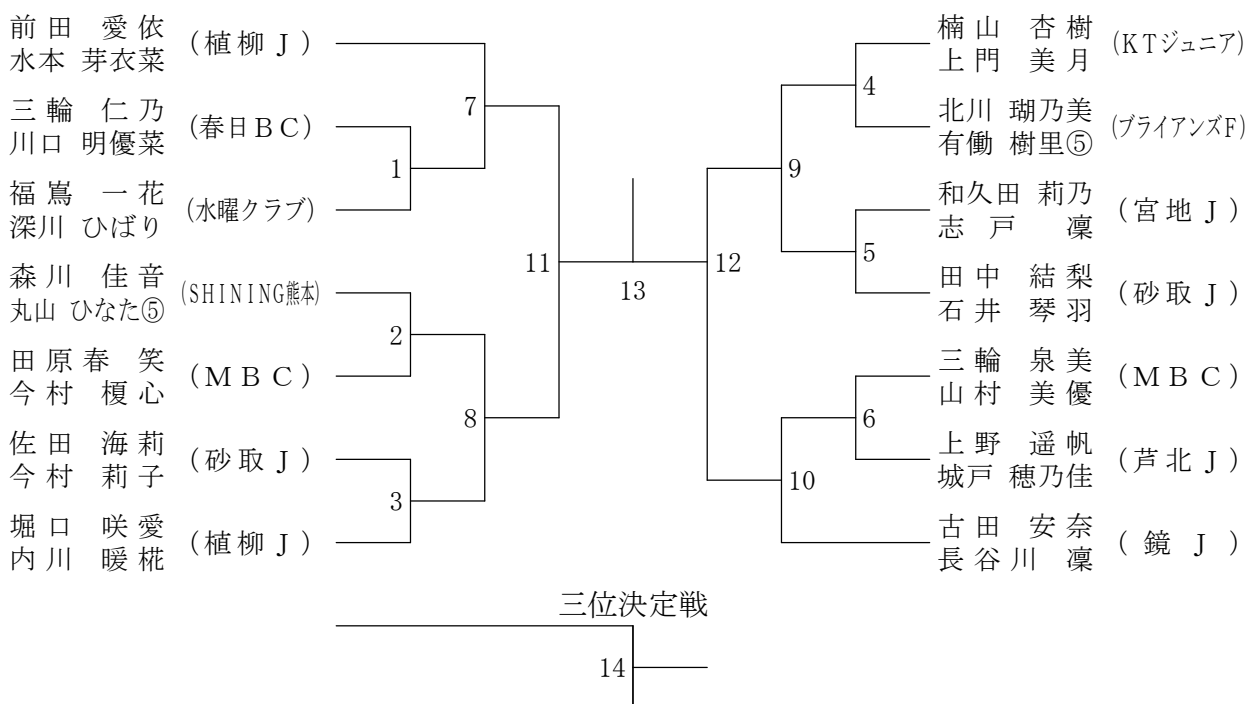 前田 愛依
水本 芽衣菜
(植柳Ｊ)
三輪 仁乃
川口 明優菜
(春日ＢＣ)
福嶌 一花
深川 ひばり
(水曜クラブ)
森川 佳音
丸山 ひなた⑤
(SHINING熊本)
田原春 笑
今村 榎心
(ＭＢＣ)
佐田 海莉
今村 莉子
(砂取Ｊ)
堀口 咲愛
内川 暖椛
(植柳Ｊ)
7
1
2
8
3
11
13
12
9
4
5
6
10
楠山 杏樹
上門 美月
(KTジュニア)
北川 瑚乃美
有働 樹里⑤
(ブライアンズF)
和久田 莉乃
志戸 凜
(宮地Ｊ)
田中 結梨
石井 琴羽
(砂取Ｊ)
三輪 泉美
山村 美優
(ＭＢＣ)
上野 遥帆
城戸 穂乃佳
(芦北Ｊ)
古田 安奈
長谷川 凜
(鏡Ｊ)
三位決定戦
14